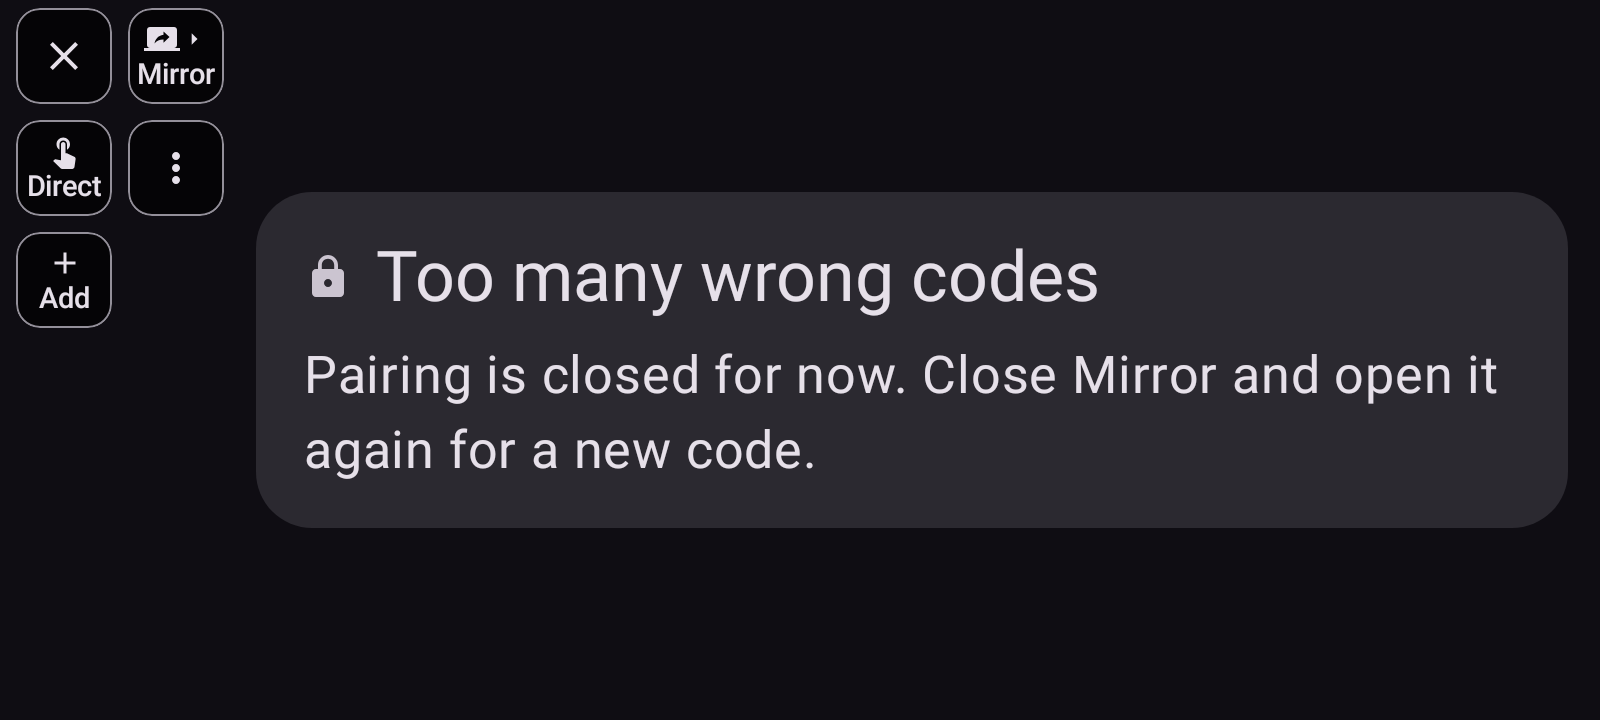 Mirror
Direct
Add
Too many wrong codes
Pairing is closed for now. Close Mirror and open it
again for a new code.